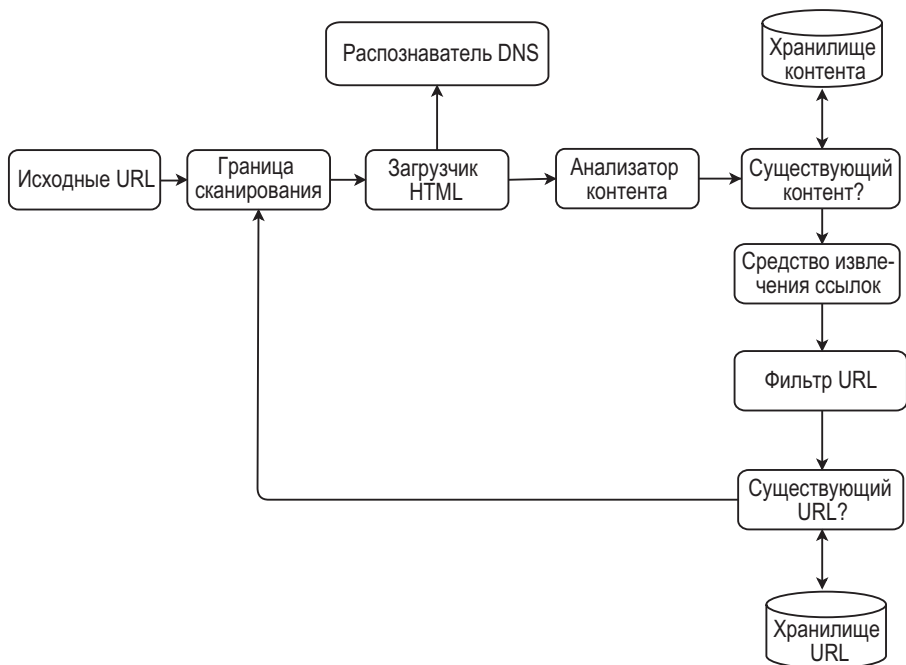 Распознаватель DNS
Хранилище
контента
Исходные URL
Граница
сканирования
Загрузчик
HTML
Анализатор
контента
Существующий
контент?
Средство извле-
чения ссылок
Фильтр URL
Существующий
URL?
Хранилище
URL